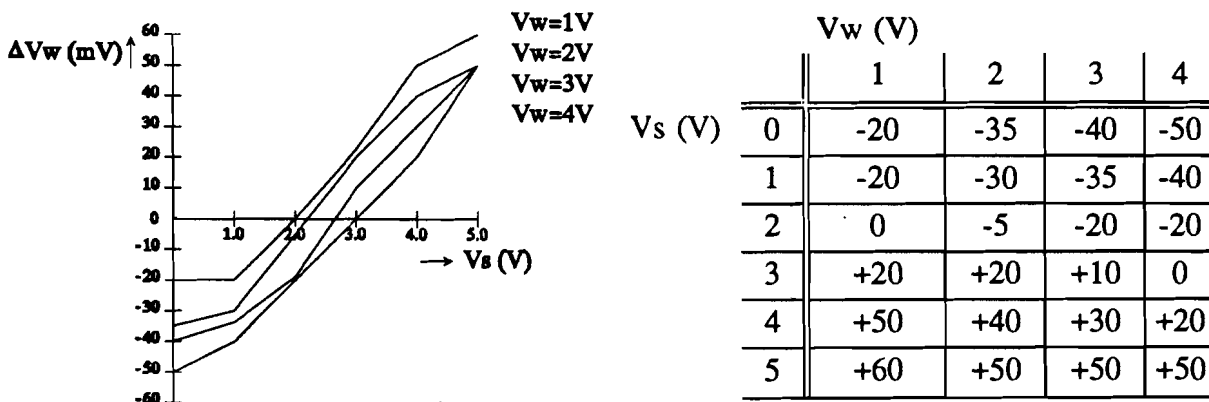 ΔVw (mV)
60
50
40
30
20
10
0
-10
-20
-30
-40
-50
-60
1.0 2.0 3.0 4.0 5.0
→ Vs (V)
Vw=1V
Vw=2V
Vw=3V
Vw=4V
Vw (V)
1 2 3 4
Vs (V) 0 -20 -35 -40 -50
1 -20 -30 -35 -40
2 0 -5 -20 -20
3 +20 +20 +10 0
4 +50 +40 +30 +20
5 +60 +50 +50 +50